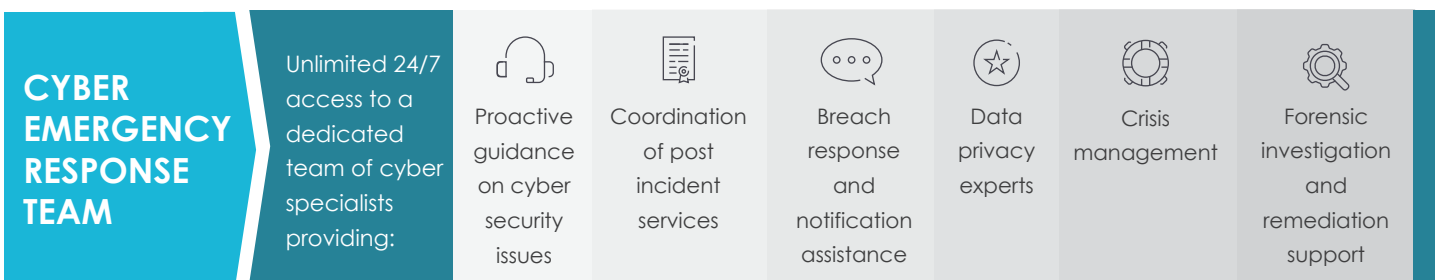 CYBER
EMERGENCY
RESPONSE
TEAM
Unlimited 24/7
access to a
dedicated
team of cyber
specialists
providing:
Proactive
guidance
on cyber
security
issues
Coordination
of post
incident
services
Breach
response
and
notification
assistance
Data
privacy
experts
Crisis
management
Forensic
investigation
and
remediation
support